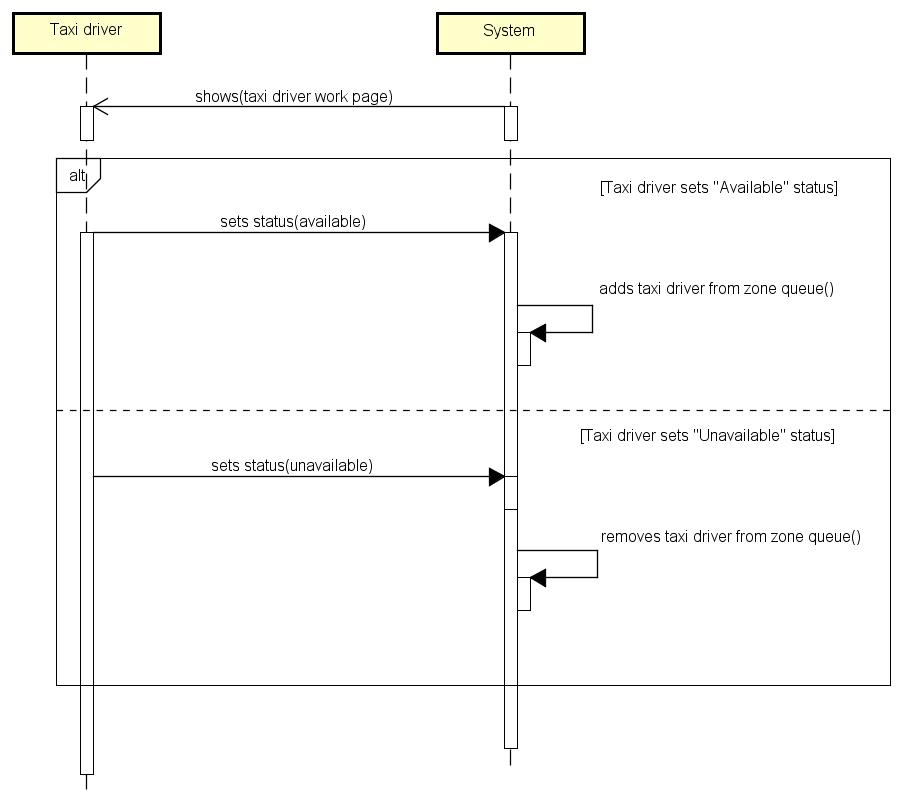 Taxi driver
System
shows(taxi driver work page)
alt
[Taxi driver sets "Available" status]
sets status(available)
adds taxi driver from zone queue()
[Taxi driver sets "Unavailable" status]
sets status(unavailable)
removes taxi driver from zone queue()